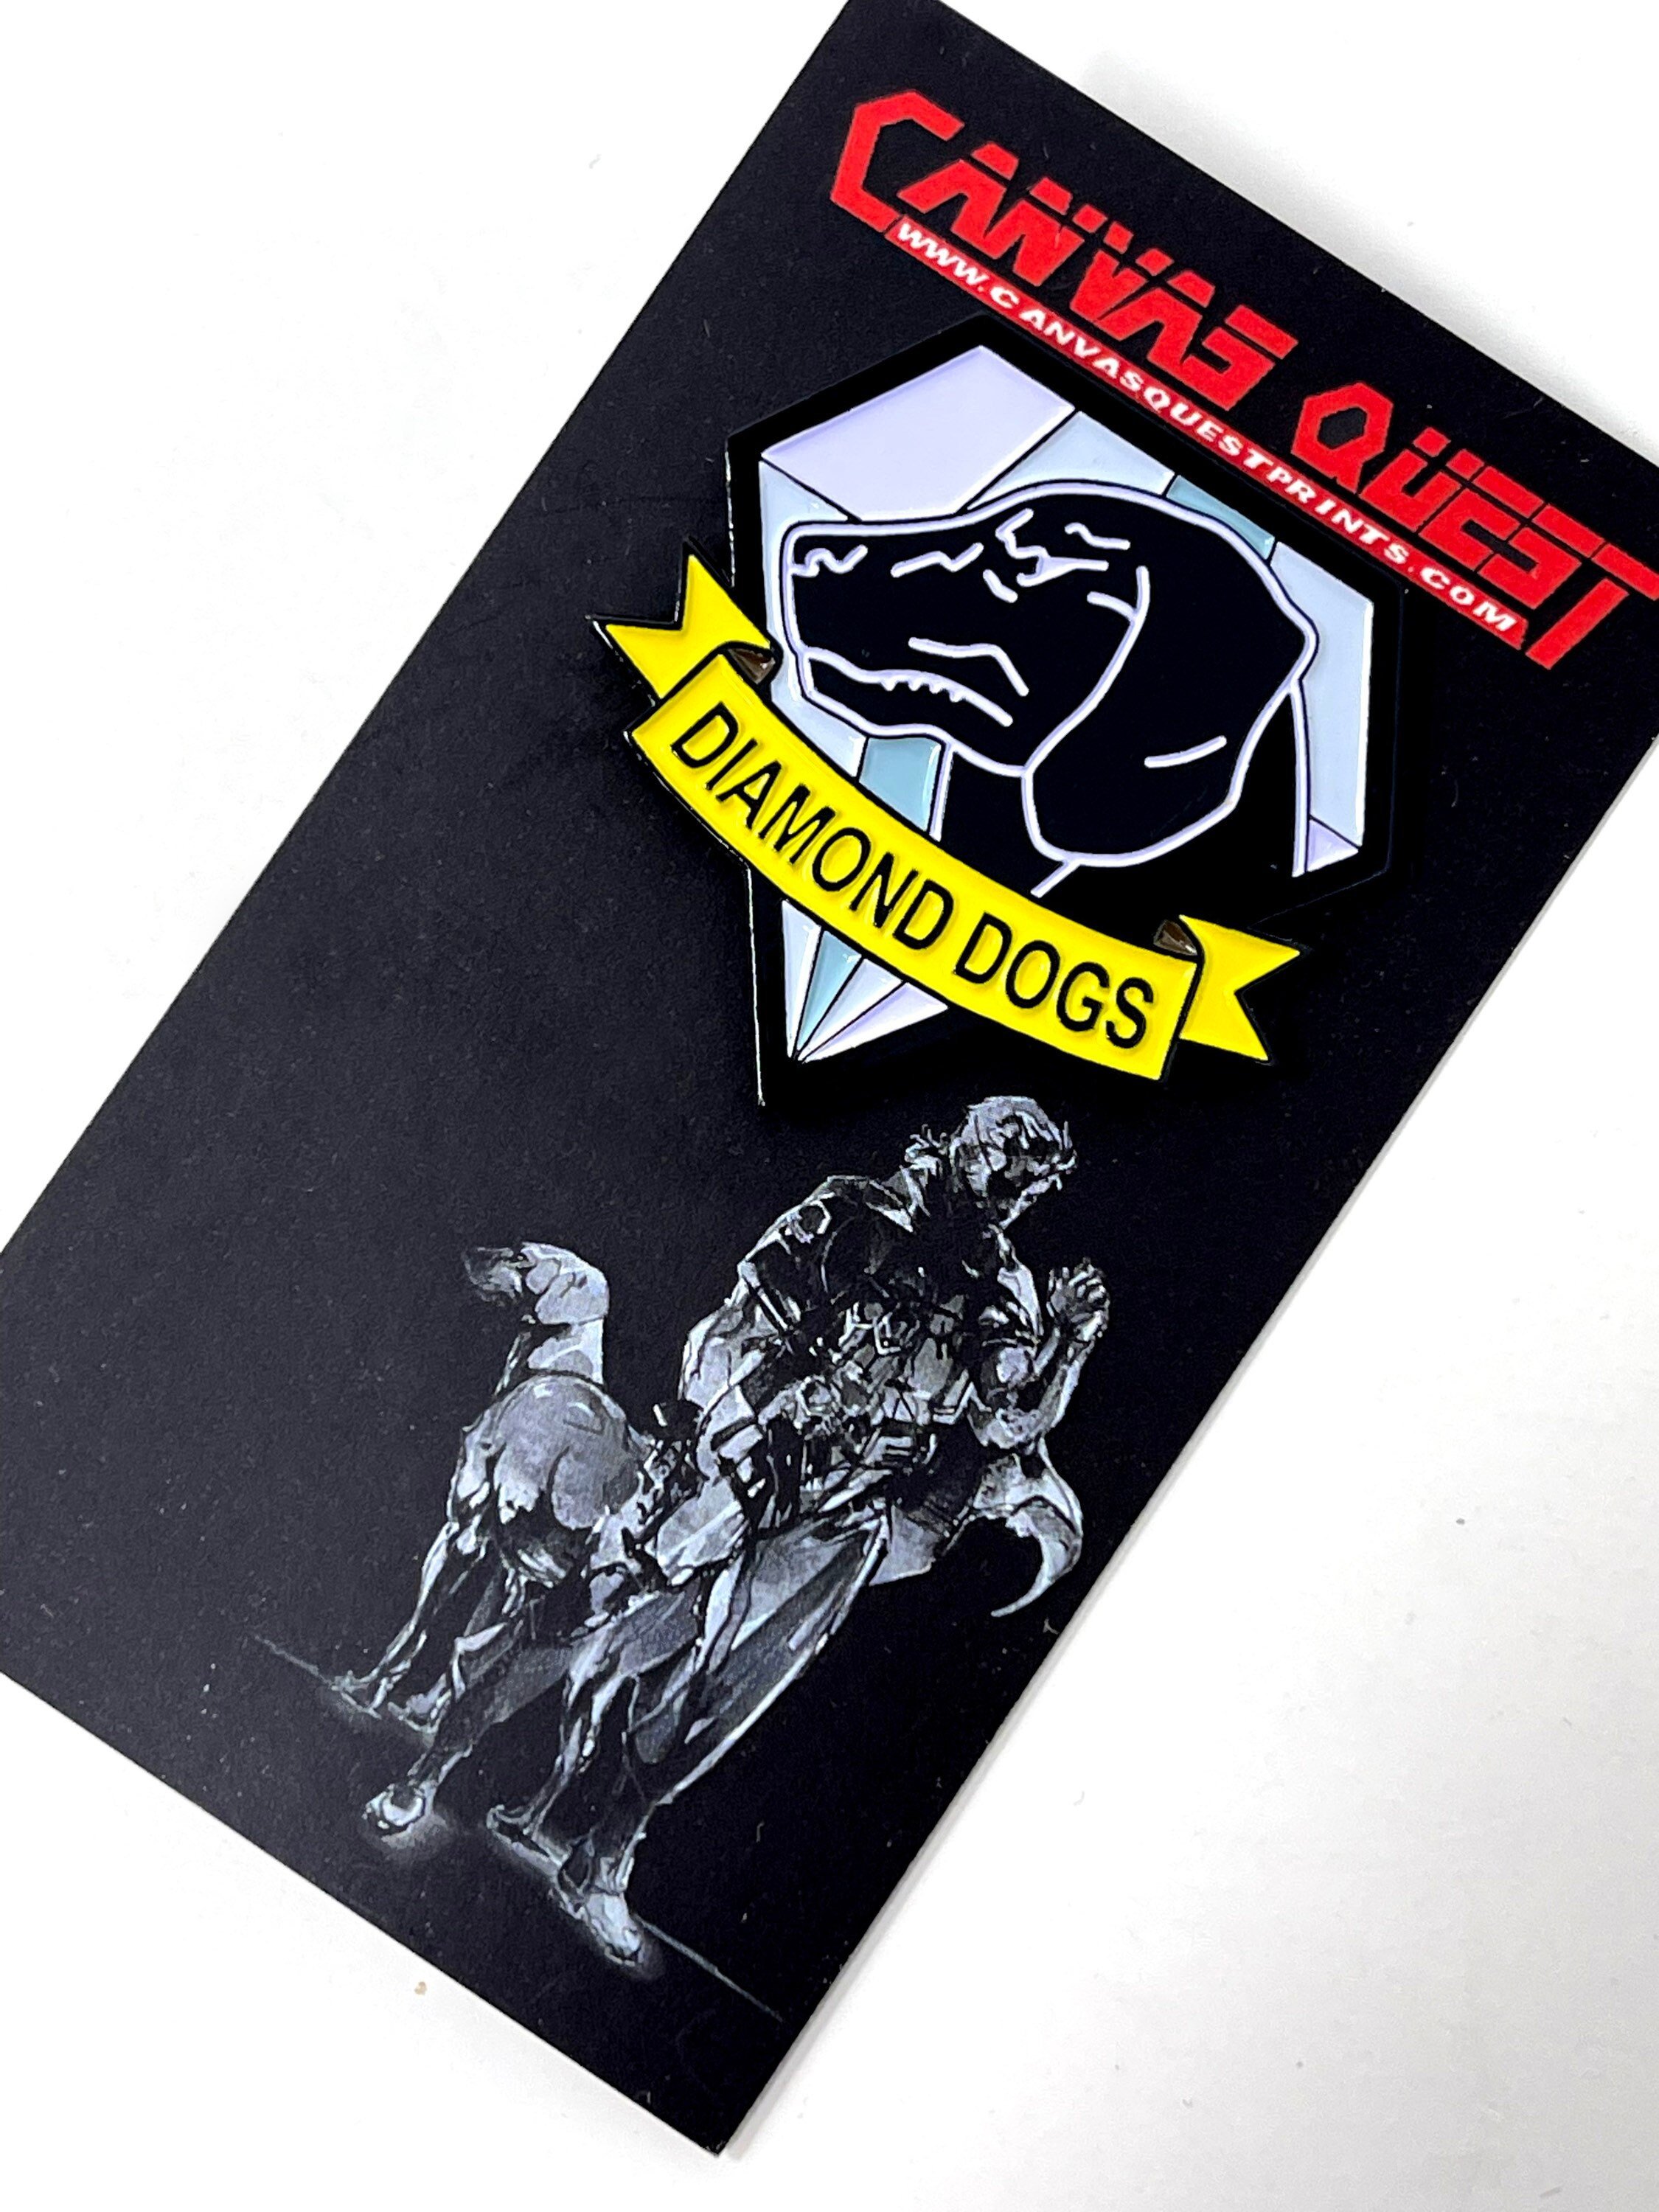 CANVAS QUEST
WWW.CANVASQUESTPRINTS.COM
DIAMOND DOGS